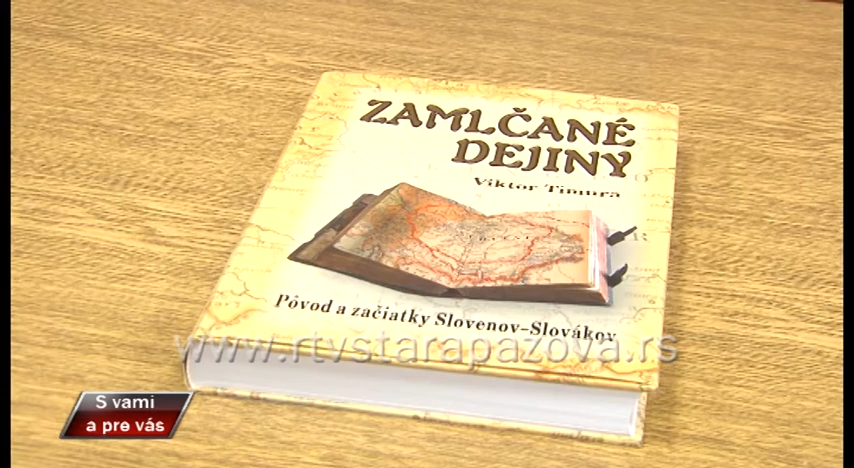 ZAMLČANÉ
DEJINY
Viktor Timura
Pôvod a začiatky Slovenov-Slovákov
www.rtvstarapazova.rs
S vami
a pre vás